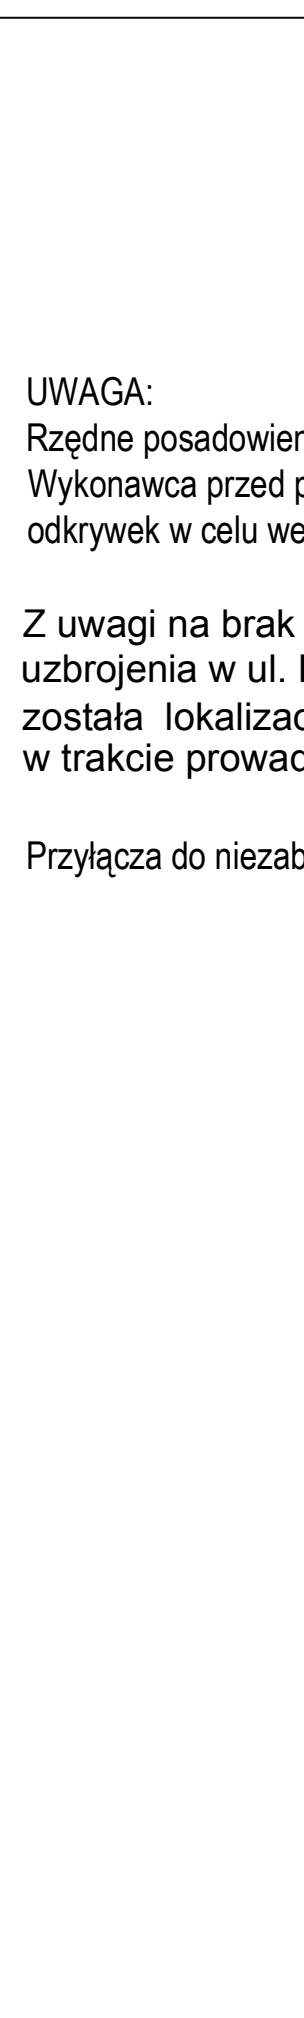 UWAGA:
Rzędne posadowien
Wykonawca przed p
odkrywek w celu we
Z uwagi na brak
uzbrojenia w ul.
została lokalizac
w trakcie prowad
Przyłącza do niezab